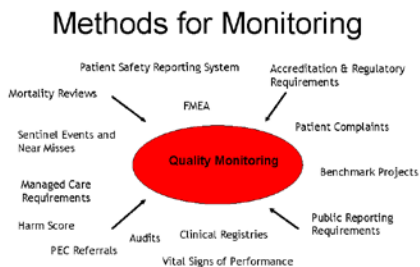 Methods for Monitoring
Patient Safety Reporting System
Accreditation & Regulatory
Requirements
Mortality Reviews
FMEA
Patient Complaints
Sentinel Events and
Near Misses
Quality Monitoring
Benchmark Projects
Managed Care
Requirements
Public Reporting
Requirements
Harm Score
Audits
Clinical Registries
PEC Referrals
Vital Signs of Performance